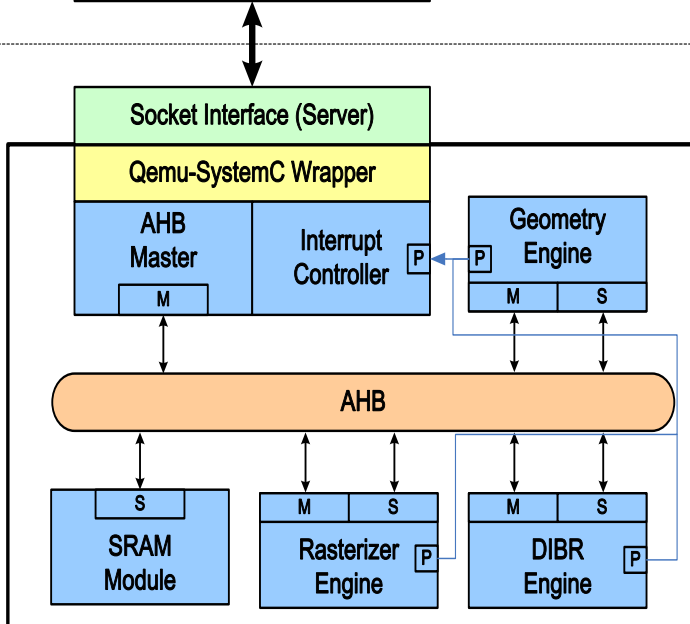 Socket Interface (Server)
Qemu-SystemC Wrapper
AHB
Master
M
Interrupt
Controller
P
Geometry
Engine
P
M
S
AHB
S
SRAM
Module
M
S
Rasterizer
Engine
P
M
S
DIBR
Engine
P